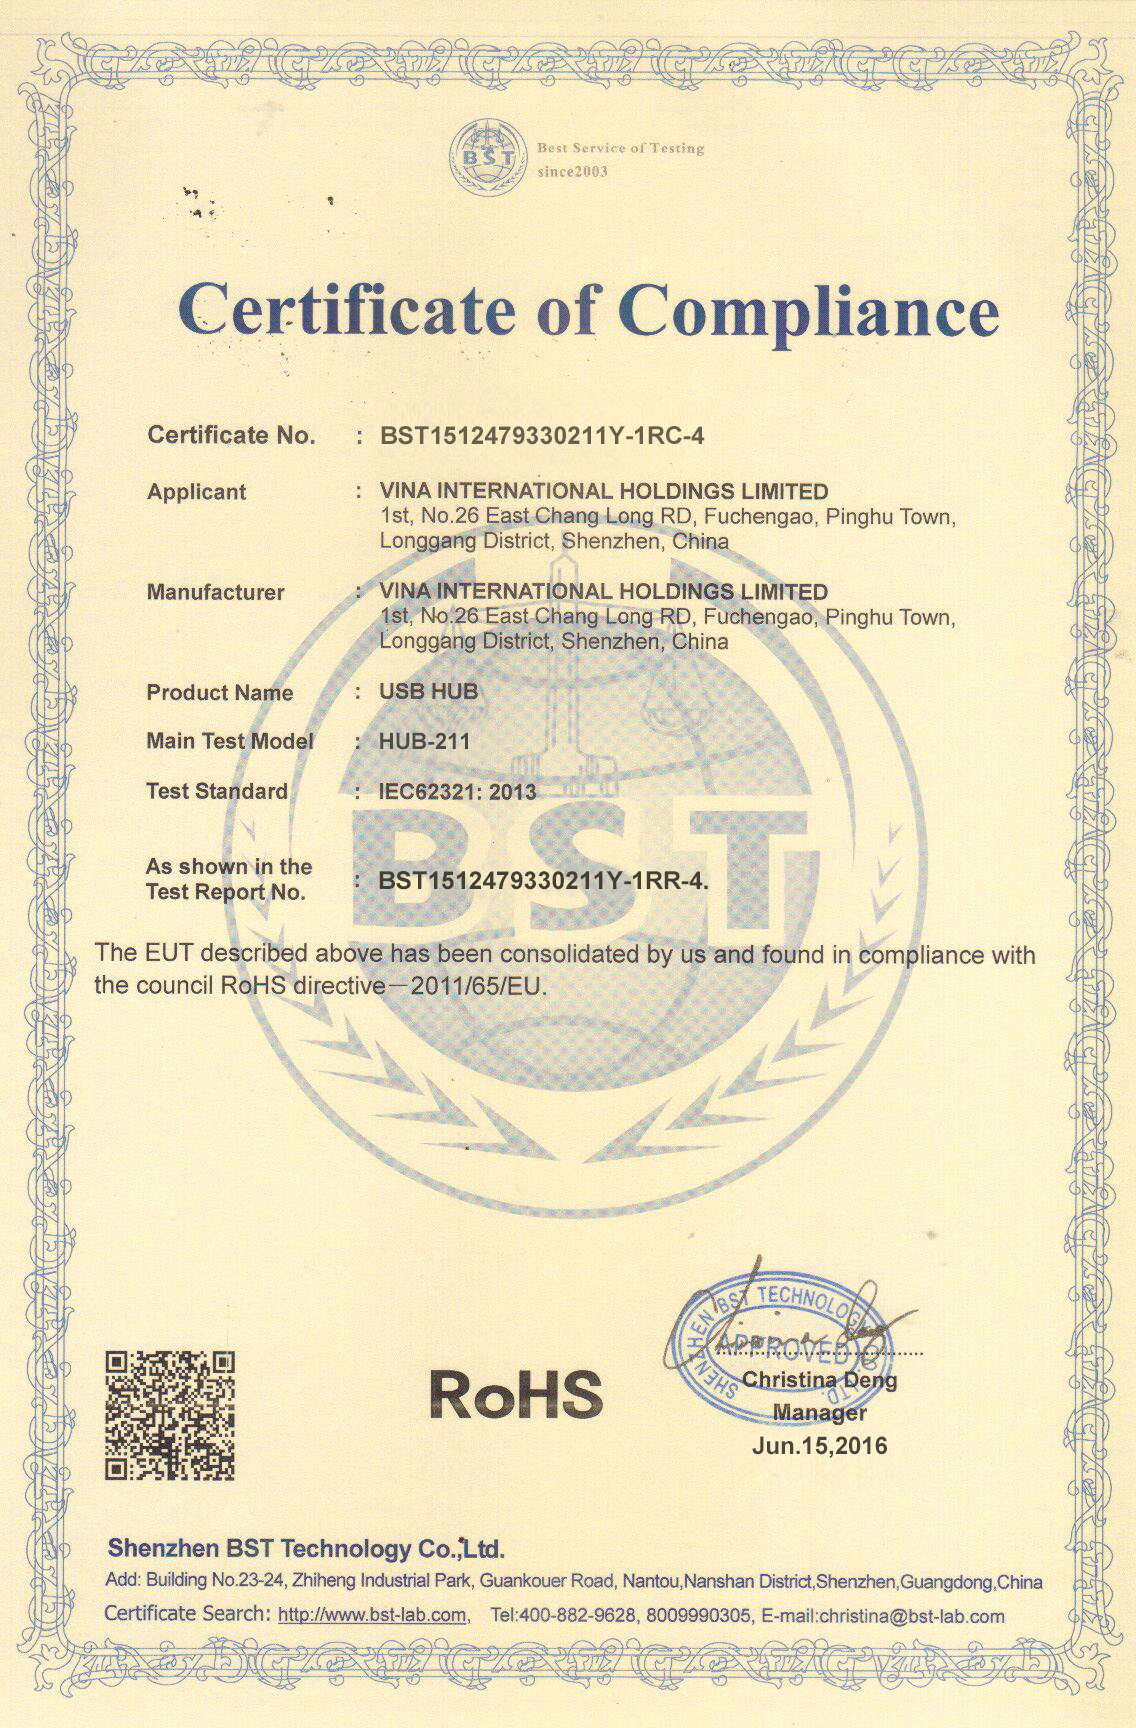 BST
Best Service of Testing
since2003
Certificate of Compliance
Certificate No. : BST1512479330211Y-1RC-4
Applicant : VINA INTERNATIONAL HOLDINGS LIMITED
1st, No.26 East Chang Long RD, Fuchengao, Pinghu Town,
Longgang District, Shenzhen, China
Manufacturer : VINA INTERNATIONAL HOLDINGS LIMITED
1st, No.26 East Chang Long RD, Fuchengao, Pinghu Town,
Longgang District, Shenzhen, China
Product Name : USB HUB
Main Test Model : HUB-211
Test Standard : IEC62321: 2013
BST
As shown in the
Test Report No. : BST1512479330211Y-1RR-4.
The EUT described above has been consolidated by us and found in compliance with
the council RoHS directive—2011/65/EU.
SHENZHEN BST TECHNOLOGY LTD.
APPROVED
RoHS
Christina Deng
Manager
Jun.15,2016
Shenzhen BST Technology Co.,Ltd.
Add: Building No.23-24, Zhiheng Industrial Park, Guankouer Road, Nantou,Nanshan District,Shenzhen,Guangdong,China
Certificate Search: http://www.bst-lab.com, Tel:400-882-9628, 8009990305, E-mail:christina@bst-lab.com